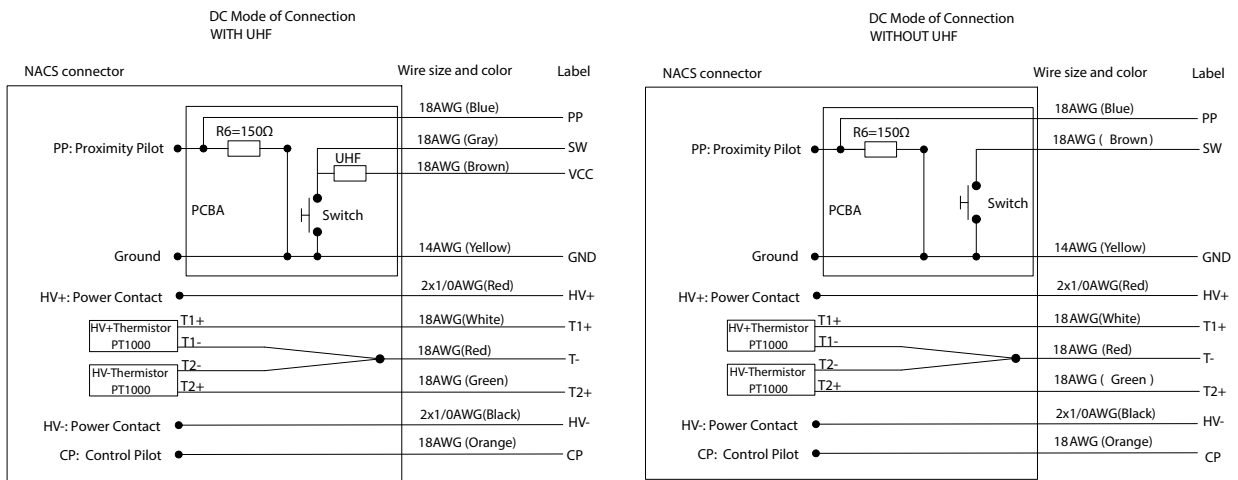 DC Mode of Connection
WITH UHF
NACS connector
Wire size and color
Label
18AWG (Blue)
PP
R6=150Ω
PP: Proximity Pilot
18AWG (Gray)
SW
UHF
18AWG (Brown)
VCC
PCBA
Switch
Ground
14AWG (Yellow)
GND
2x1/0AWG(Red)
HV+: Power Contact
HV+
T1+
18AWG(White)
T1+
HV+Thermistor
PT1000
T1-
18AWG(Red)
T-
T2-
HV-Thermistor
PT1000
18AWG (Green)
T2+
T2+
2x1/0AWG(Black)
HV-: Power Contact
HV-
18AWG (Orange)
CP: Control Pilot
CP
DC Mode of Connection
WITHOUT UHF
NACS connector
Wire size and color
Label
18AWG (Blue)
PP
R6=150Ω
PP: Proximity Pilot
18AWG ( Brown)
SW
PCBA
Switch
Ground
14AWG (Yellow)
GND
2x1/0AWG(Red)
HV+: Power Contact
HV+
T1+
18AWG(White)
T1+
HV+Thermistor
PT1000
T1-
18AWG (Red)
T-
T2-
HV-Thermistor
PT1000
18AWG ( Green )
T2+
T2+
2x1/0AWG(Black)
HV-: Power Contact
HV-
18AWG (Orange)
CP: Control Pilot
CP